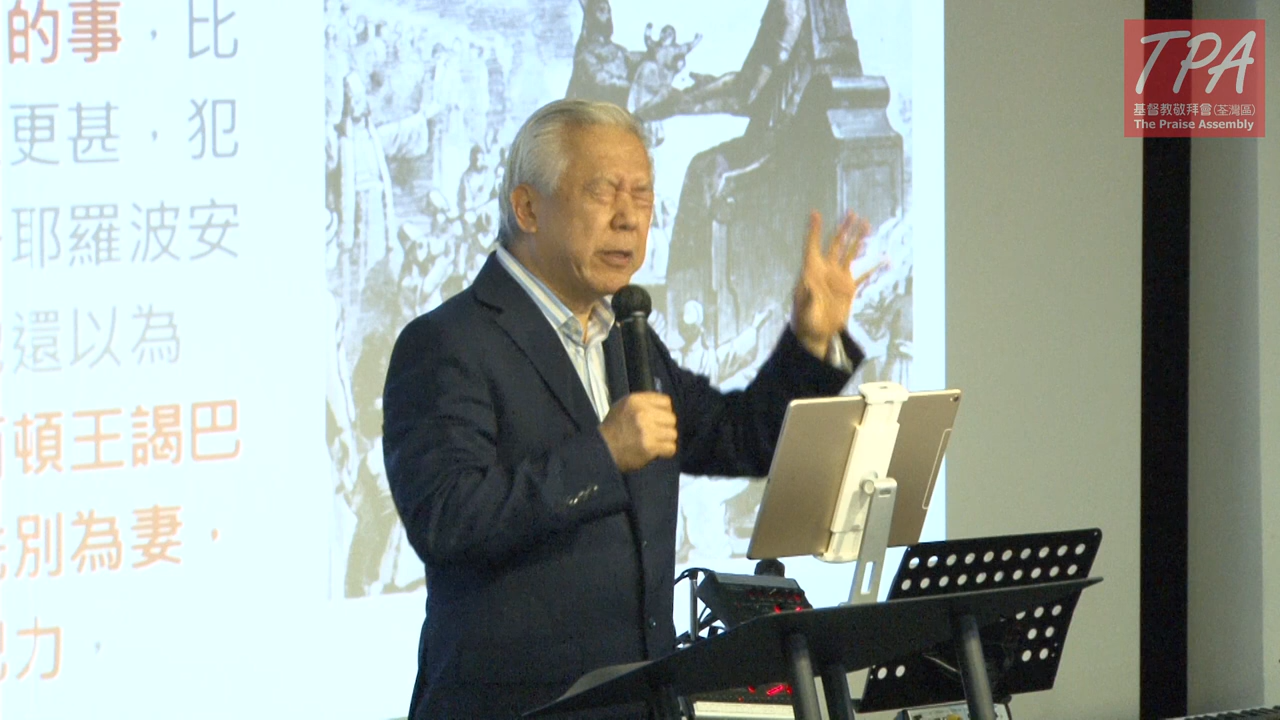 的事，比
更甚，犯
耶羅波安
還以為
頓王謁巴
別為妻，
力，
TPA
基督教敬拜會(荃灣區)
The Praise Assembly